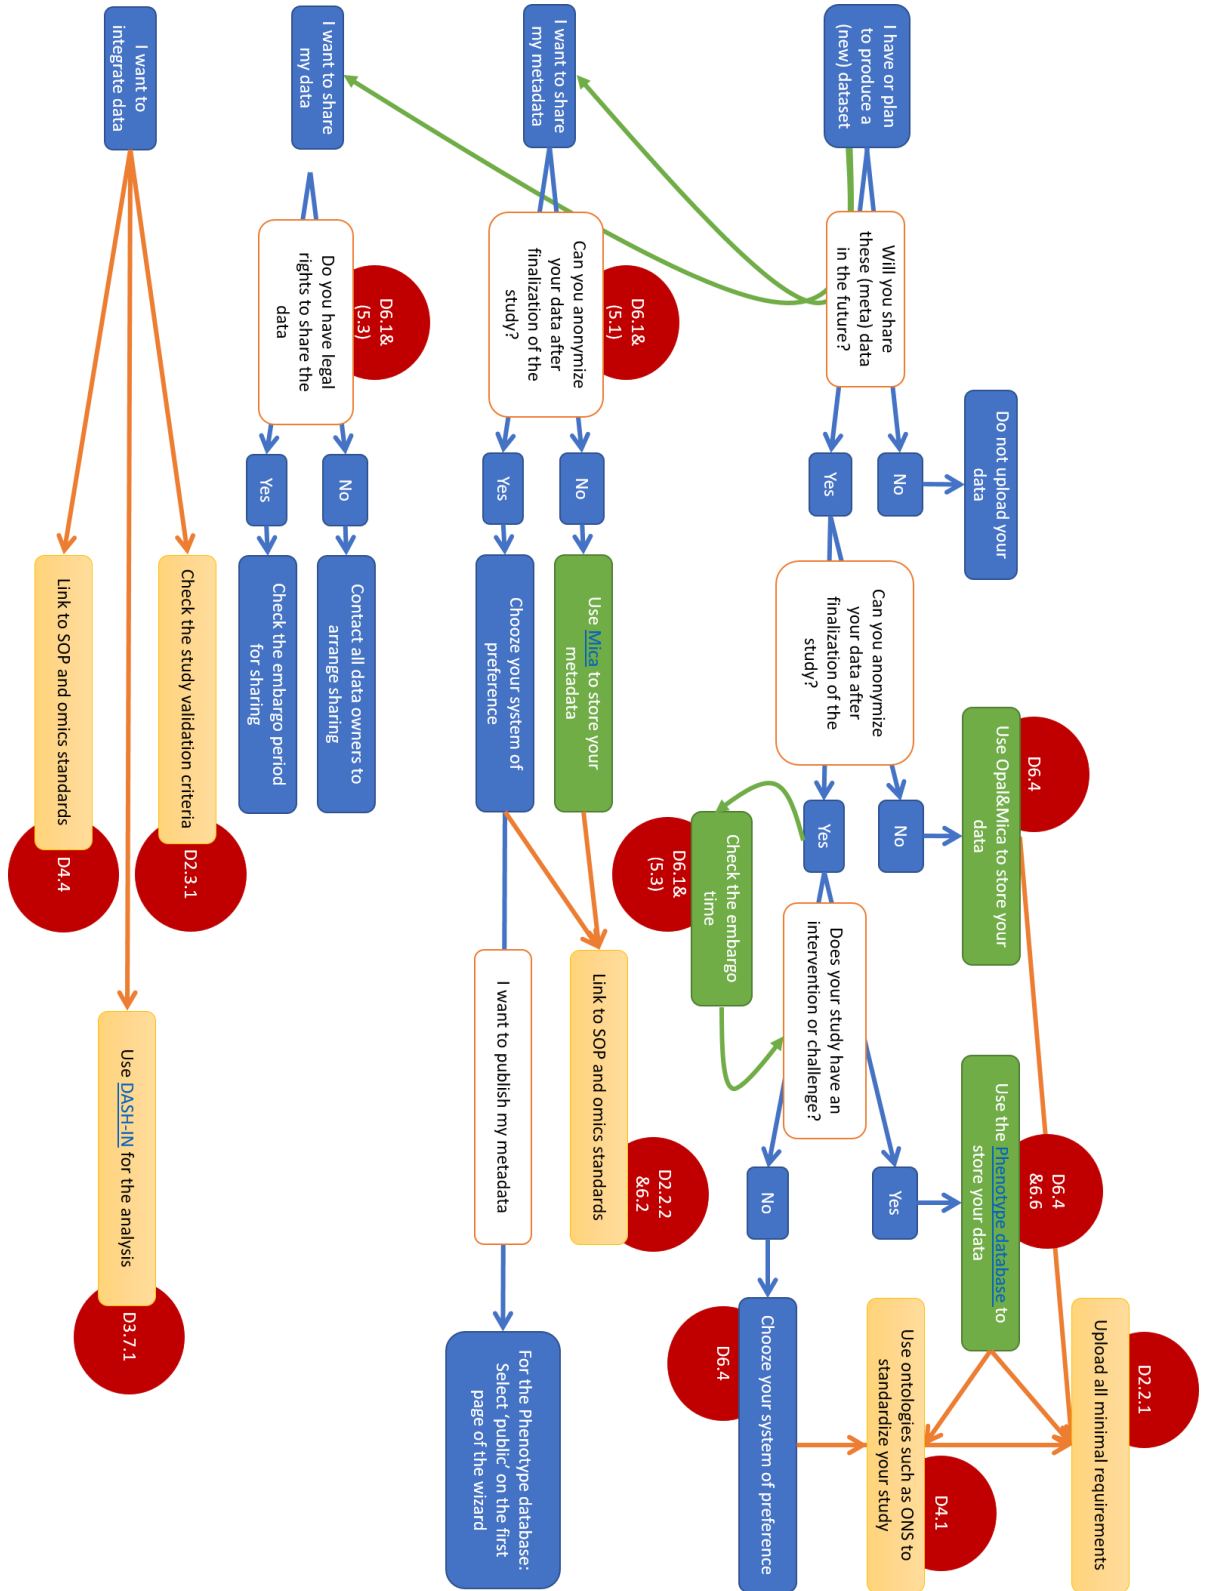 I have or plan
to produce a
(new) dataset
Will you share
these (meta) data
in the future?
No
Do not upload your
data
Yes
Can you anonymize
your data after
finalization of the
study?
No
D6.4
Use Opal&Mica to store your
data
Yes
Check the embargo
time
D6.1&
(5.3)
Does your study have an
intervention or challenge?
Yes
D6.4
&6.6
Use the Phenotype database to
store your data
No
Chooze your system of preference
D6.4
D2.2.1
Upload all minimal requirements
D4.1
Use ontologies such as ONS to
standardize your study
I want to share
my metadata
D6.1&
(5.1)
Can you anonymize
your data after
finalization of the
study?
No
Use Mica to store your
metadata
Yes
Chooze your system of
preference
D2.2.2
&6.2
Link to SOP and omics standards
I want to publish my metadata
For the Phenotype database:
Select ‘public’ on the first
page of the wizard
I want to share
my data
D6.1&
(5.3)
Do you have legal
rights to share the
data
No
Contact all data owners to
arrange sharing
Yes
Check the embargo period
for sharing
I want to
integrate data
Check the study validation criteria
D2.3.1
Use DASH-IN for the analysis
D3.7.1
Link to SOP and omics standards
D4.4